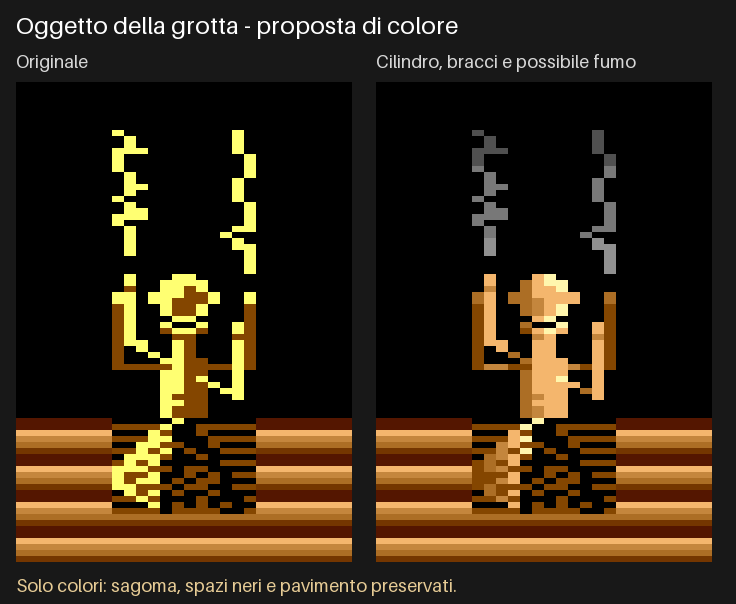 Oggetto della grotta - proposta di colore
Originale
Cilindro, bracci e possibile fumo
Solo colori: sagoma, spazi neri e pavimento preservati.